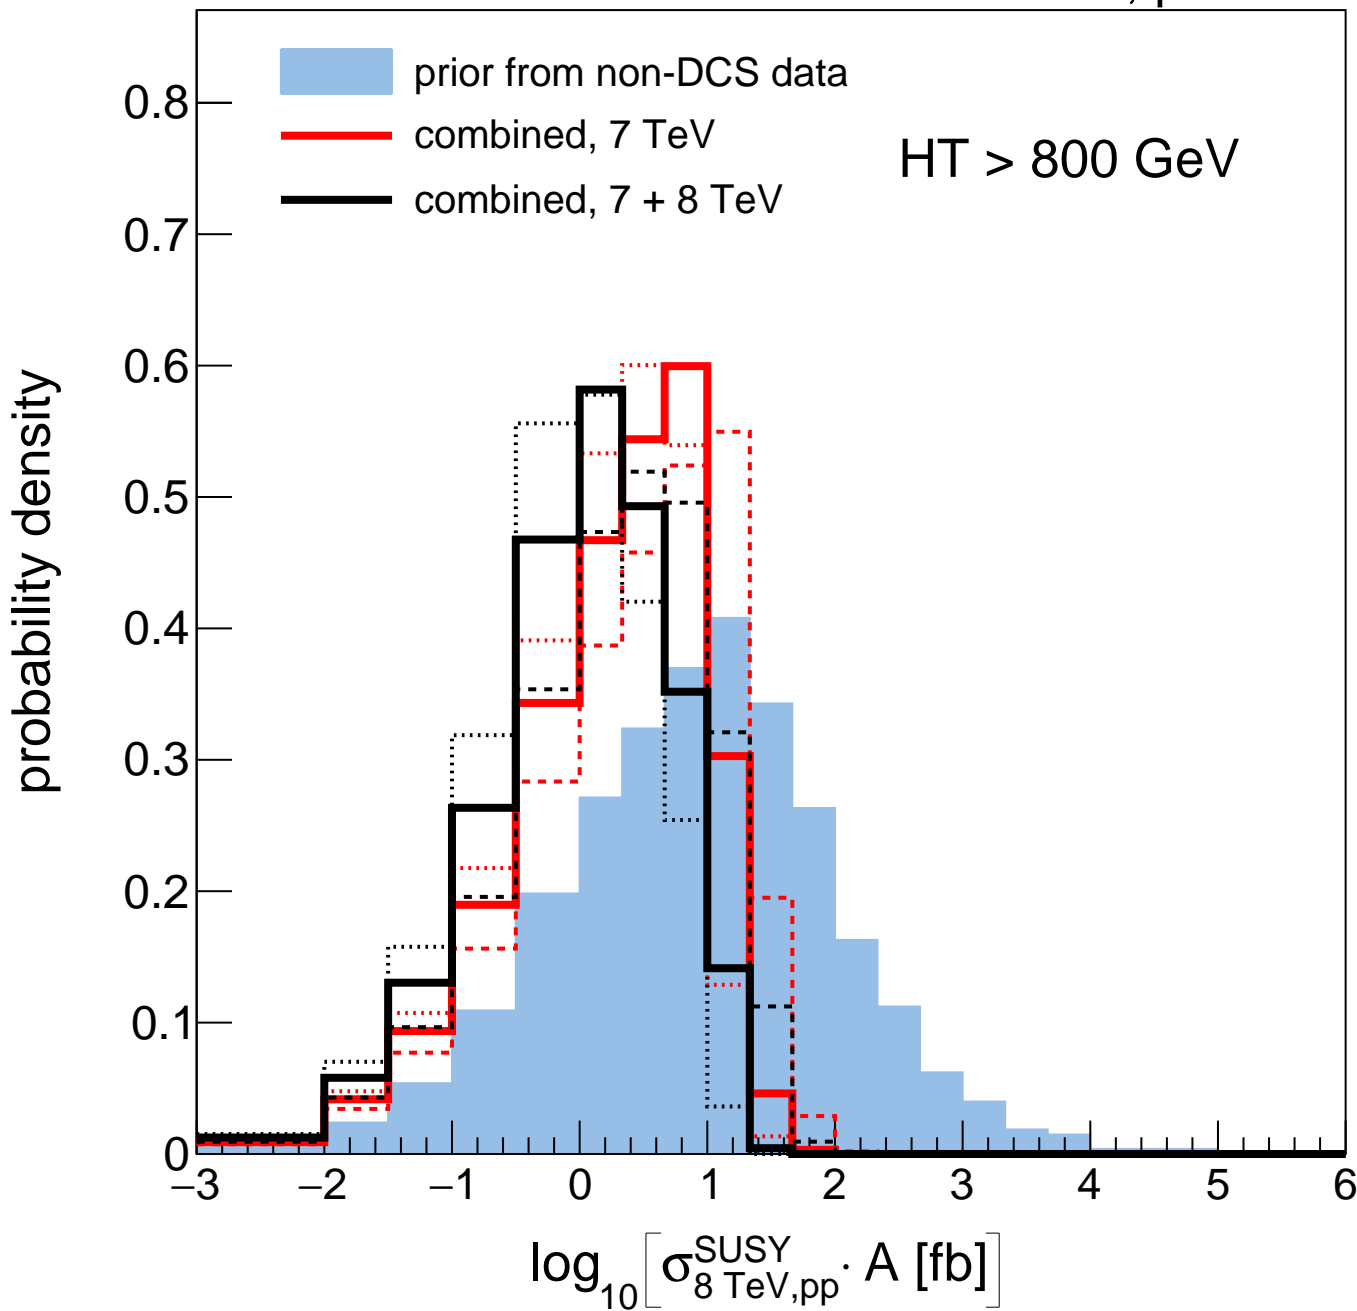 prior from non-DCS data
combined, 7 TeV
combined, 7 + 8 TeV
HT > 800 GeV
probability density
0.8
0.7
0.6
0.5
0.4
0.3
0.2
0.1
0
−3 −2 −1 0 1 2 3 4 5 6
log₁₀[σ^SUSY_8 TeV,pp · A [fb]]